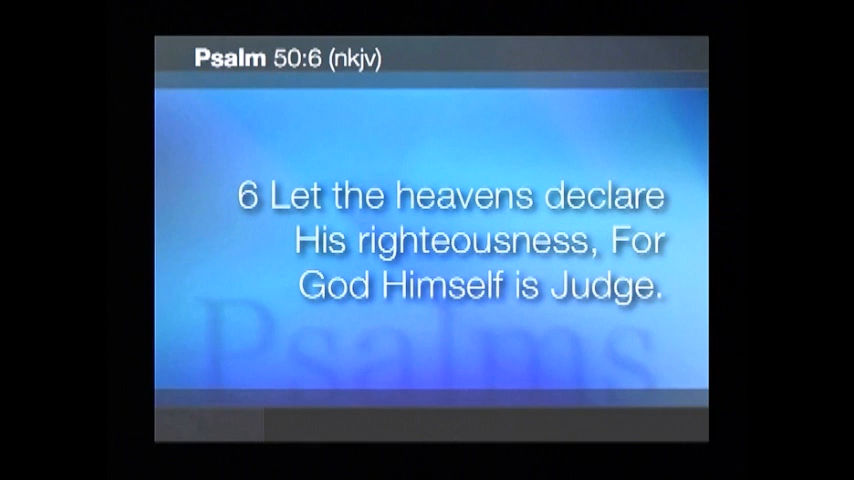 Psalm 50:6 (nkjv)
6 Let the heavens declare
His righteousness, For
God Himself is Judge.
Psalms